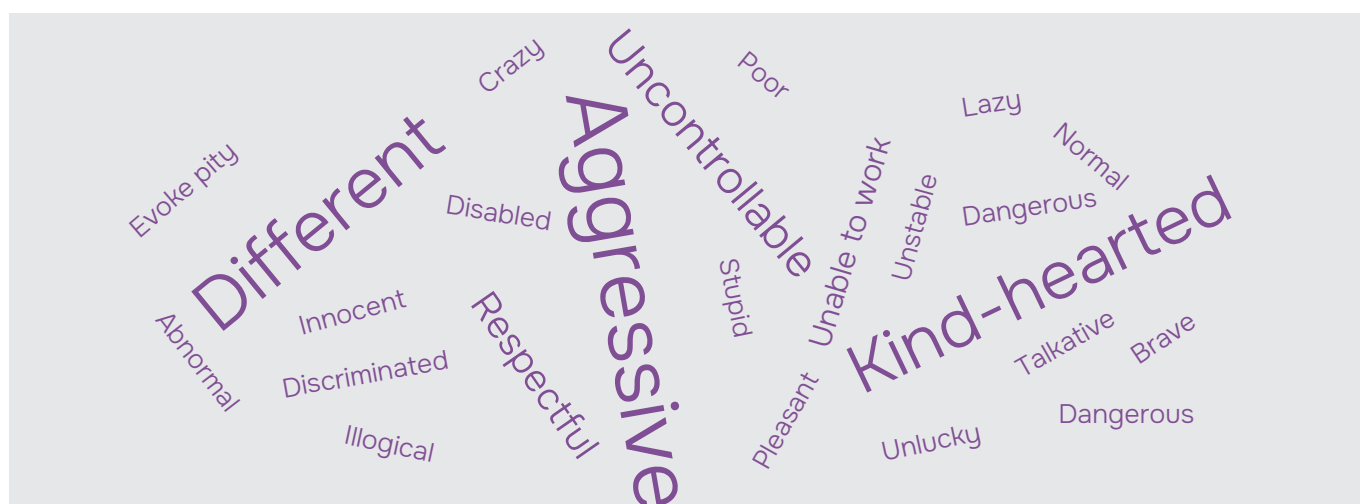 Crazy
Uncontrollable
Poor
Aggressive
Lazy
Different
Normal
Evoke pity
Unable to work
Unstable
Disabled
Dangerous
Kind-hearted
Stupid
Innocent
Respectful
Abnormal
Talkative
Brave
Discriminated
Pleasant
Dangerous
Illogical
Unlucky